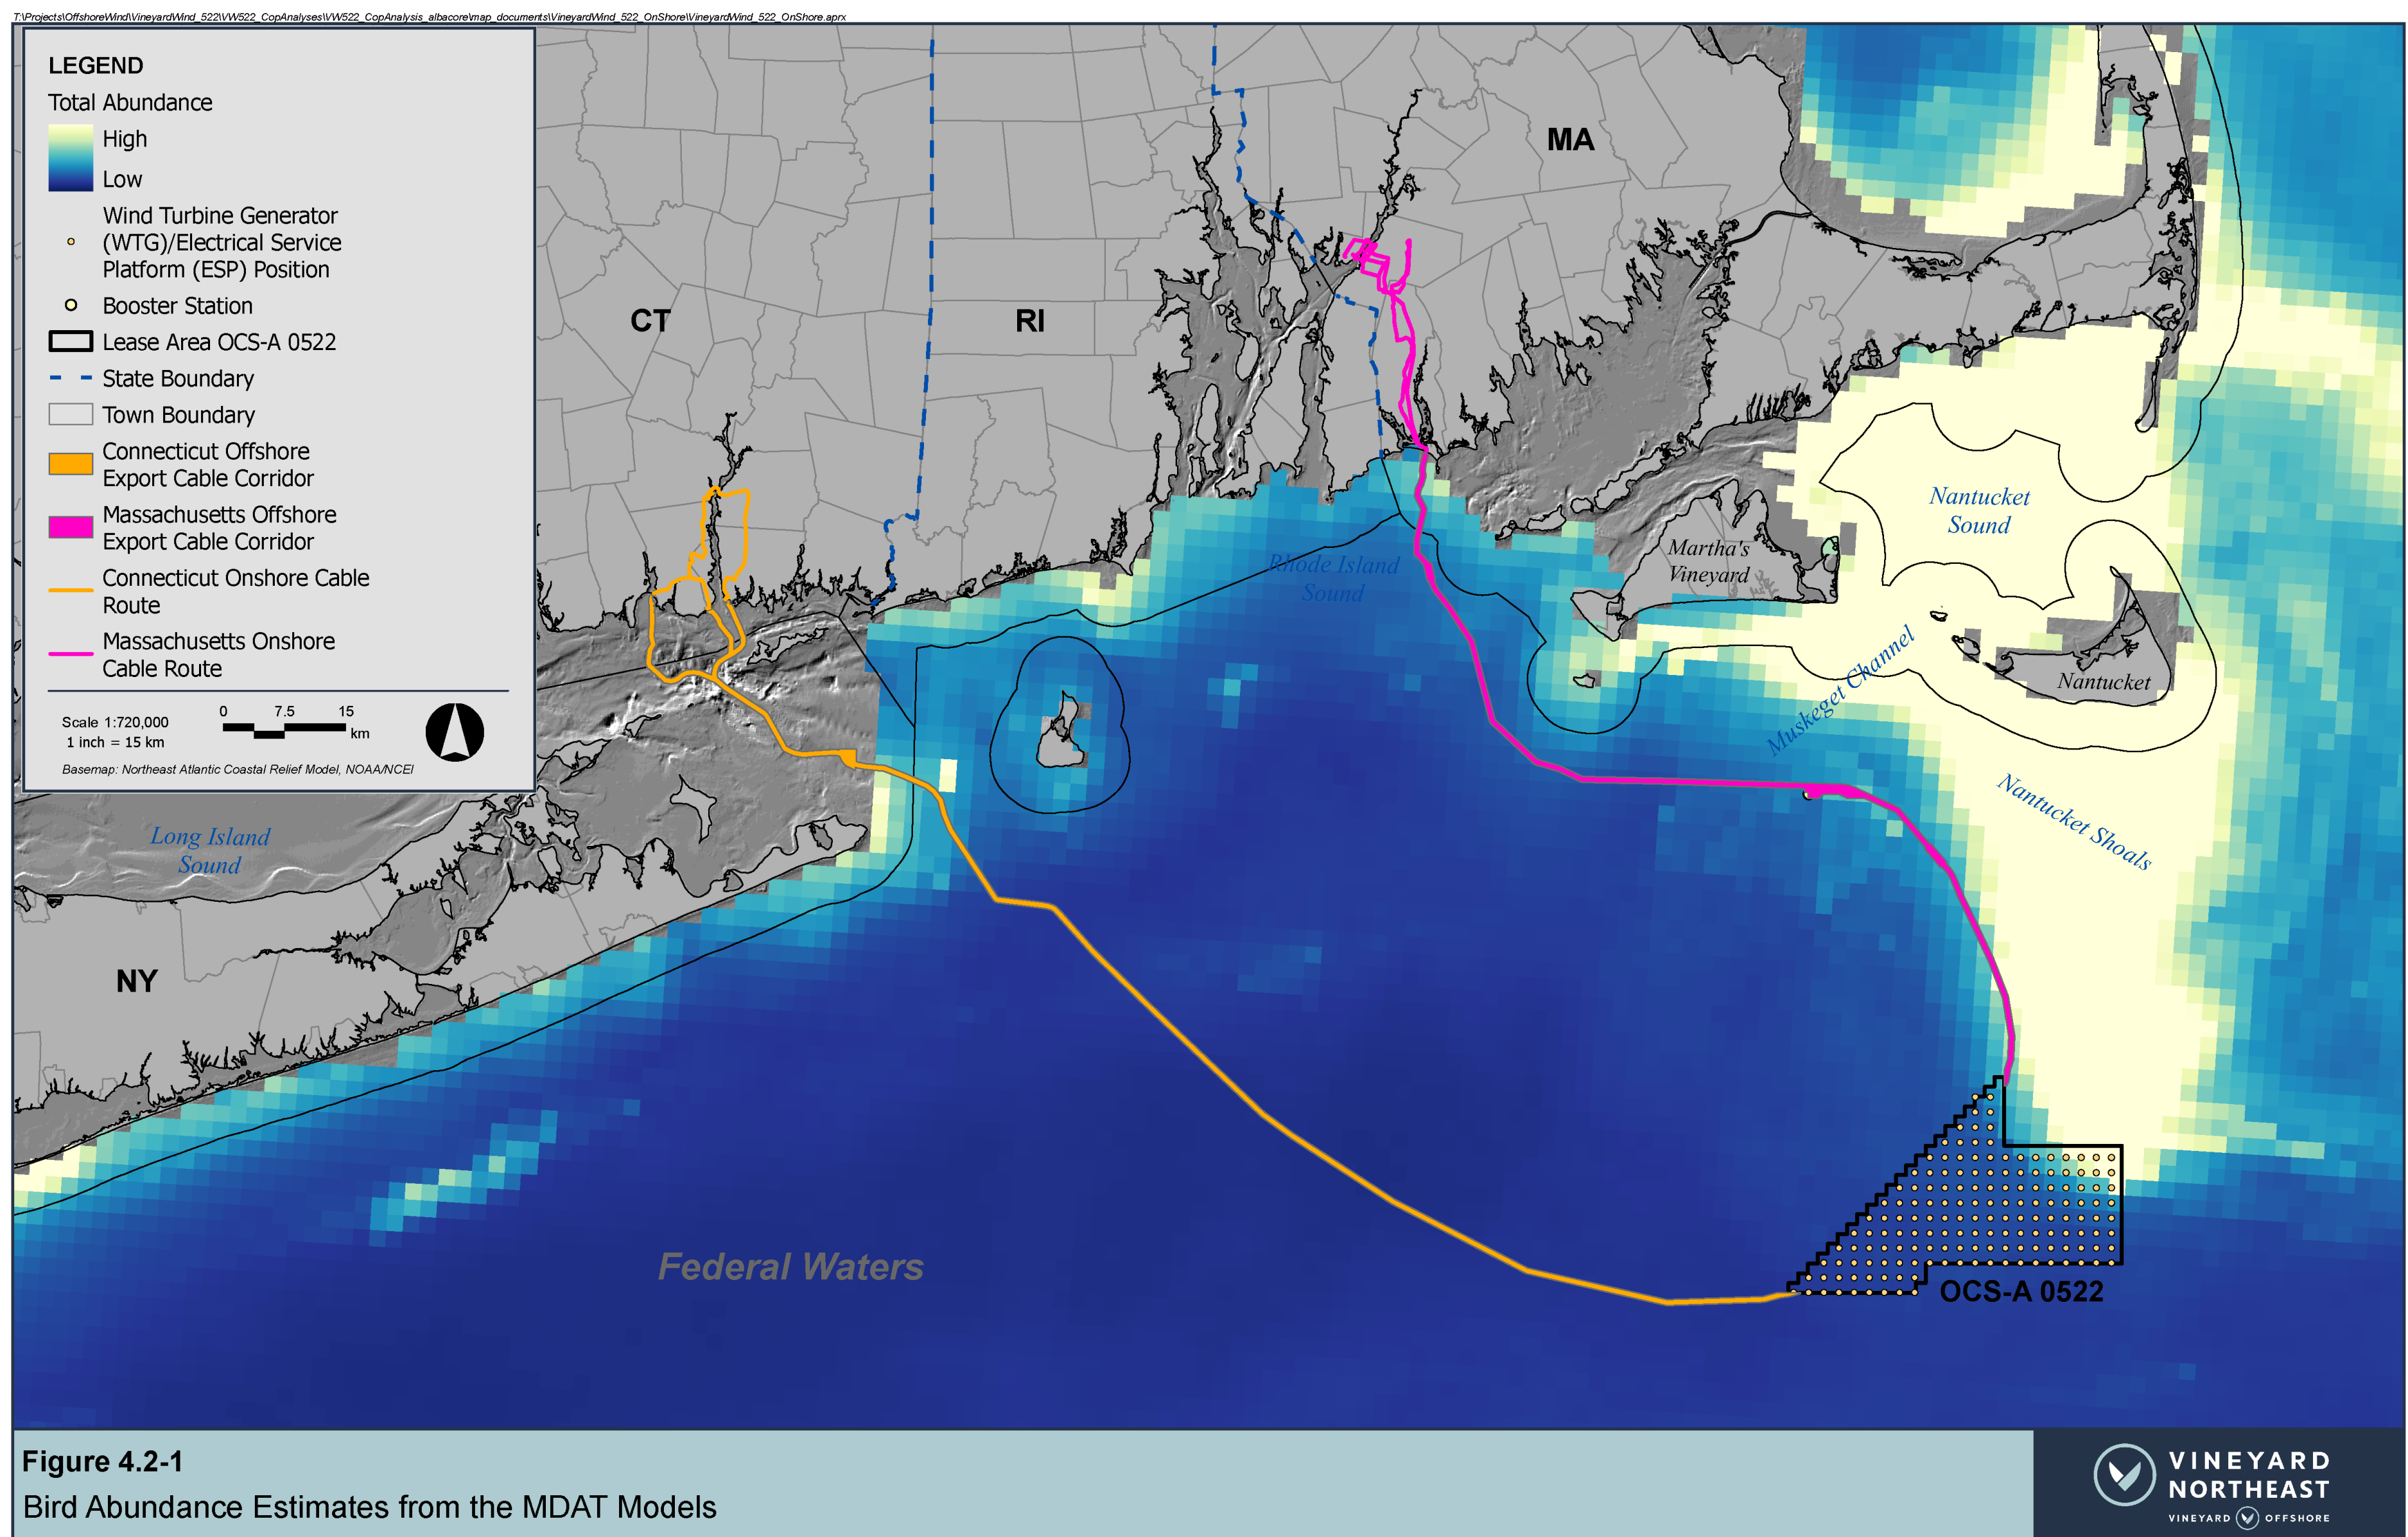 T:\Projects\OffshoreWind\VineyardWind_522\VW522_CopAnalyses\VW522_CopAnalysis_albacore\map_documents\VineyardWind_522_OnShore\VineyardWind_522_OnShore.aprx
LEGEND
Total Abundance
High
Low
Wind Turbine Generator
(WTG)/Electrical Service
Platform (ESP) Position
Booster Station
Lease Area OCS-A 0522
State Boundary
Town Boundary
Connecticut Offshore
Export Cable Corridor
Massachusetts Offshore
Export Cable Corridor
Connecticut Onshore Cable
Route
Massachusetts Onshore
Cable Route
Scale 1:720,000
1 inch = 15 km
0 7.5 15
km
Basemap: Northeast Atlantic Coastal Relief Model, NOAA/NCEI
MA
CT
RI
NY
Nantucket
Sound
Martha's
Vineyard
Rhode Island
Sound
Muskeget Channel
Nantucket
Nantucket Shoals
Long Island
Sound
Federal Waters
OCS-A 0522
Figure 4.2-1
Bird Abundance Estimates from the MDAT Models
VINEYARD
NORTHEAST
VINEYARD OFFSHORE